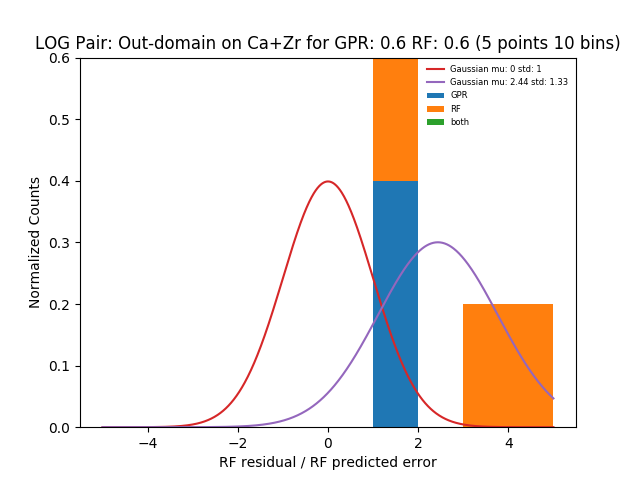 LOG Pair: Out-domain on Ca+Zr for GPR: 0.6 RF: 0.6 (5 points 10 bins)
Gaussian mu: 0 std: 1
Gaussian mu: 2.44 std: 1.33
GPR
RF
both
Normalized Counts
0.6
0.5
0.4
0.3
0.2
0.1
0.0
−4
−2
0
2
4
RF residual / RF predicted error